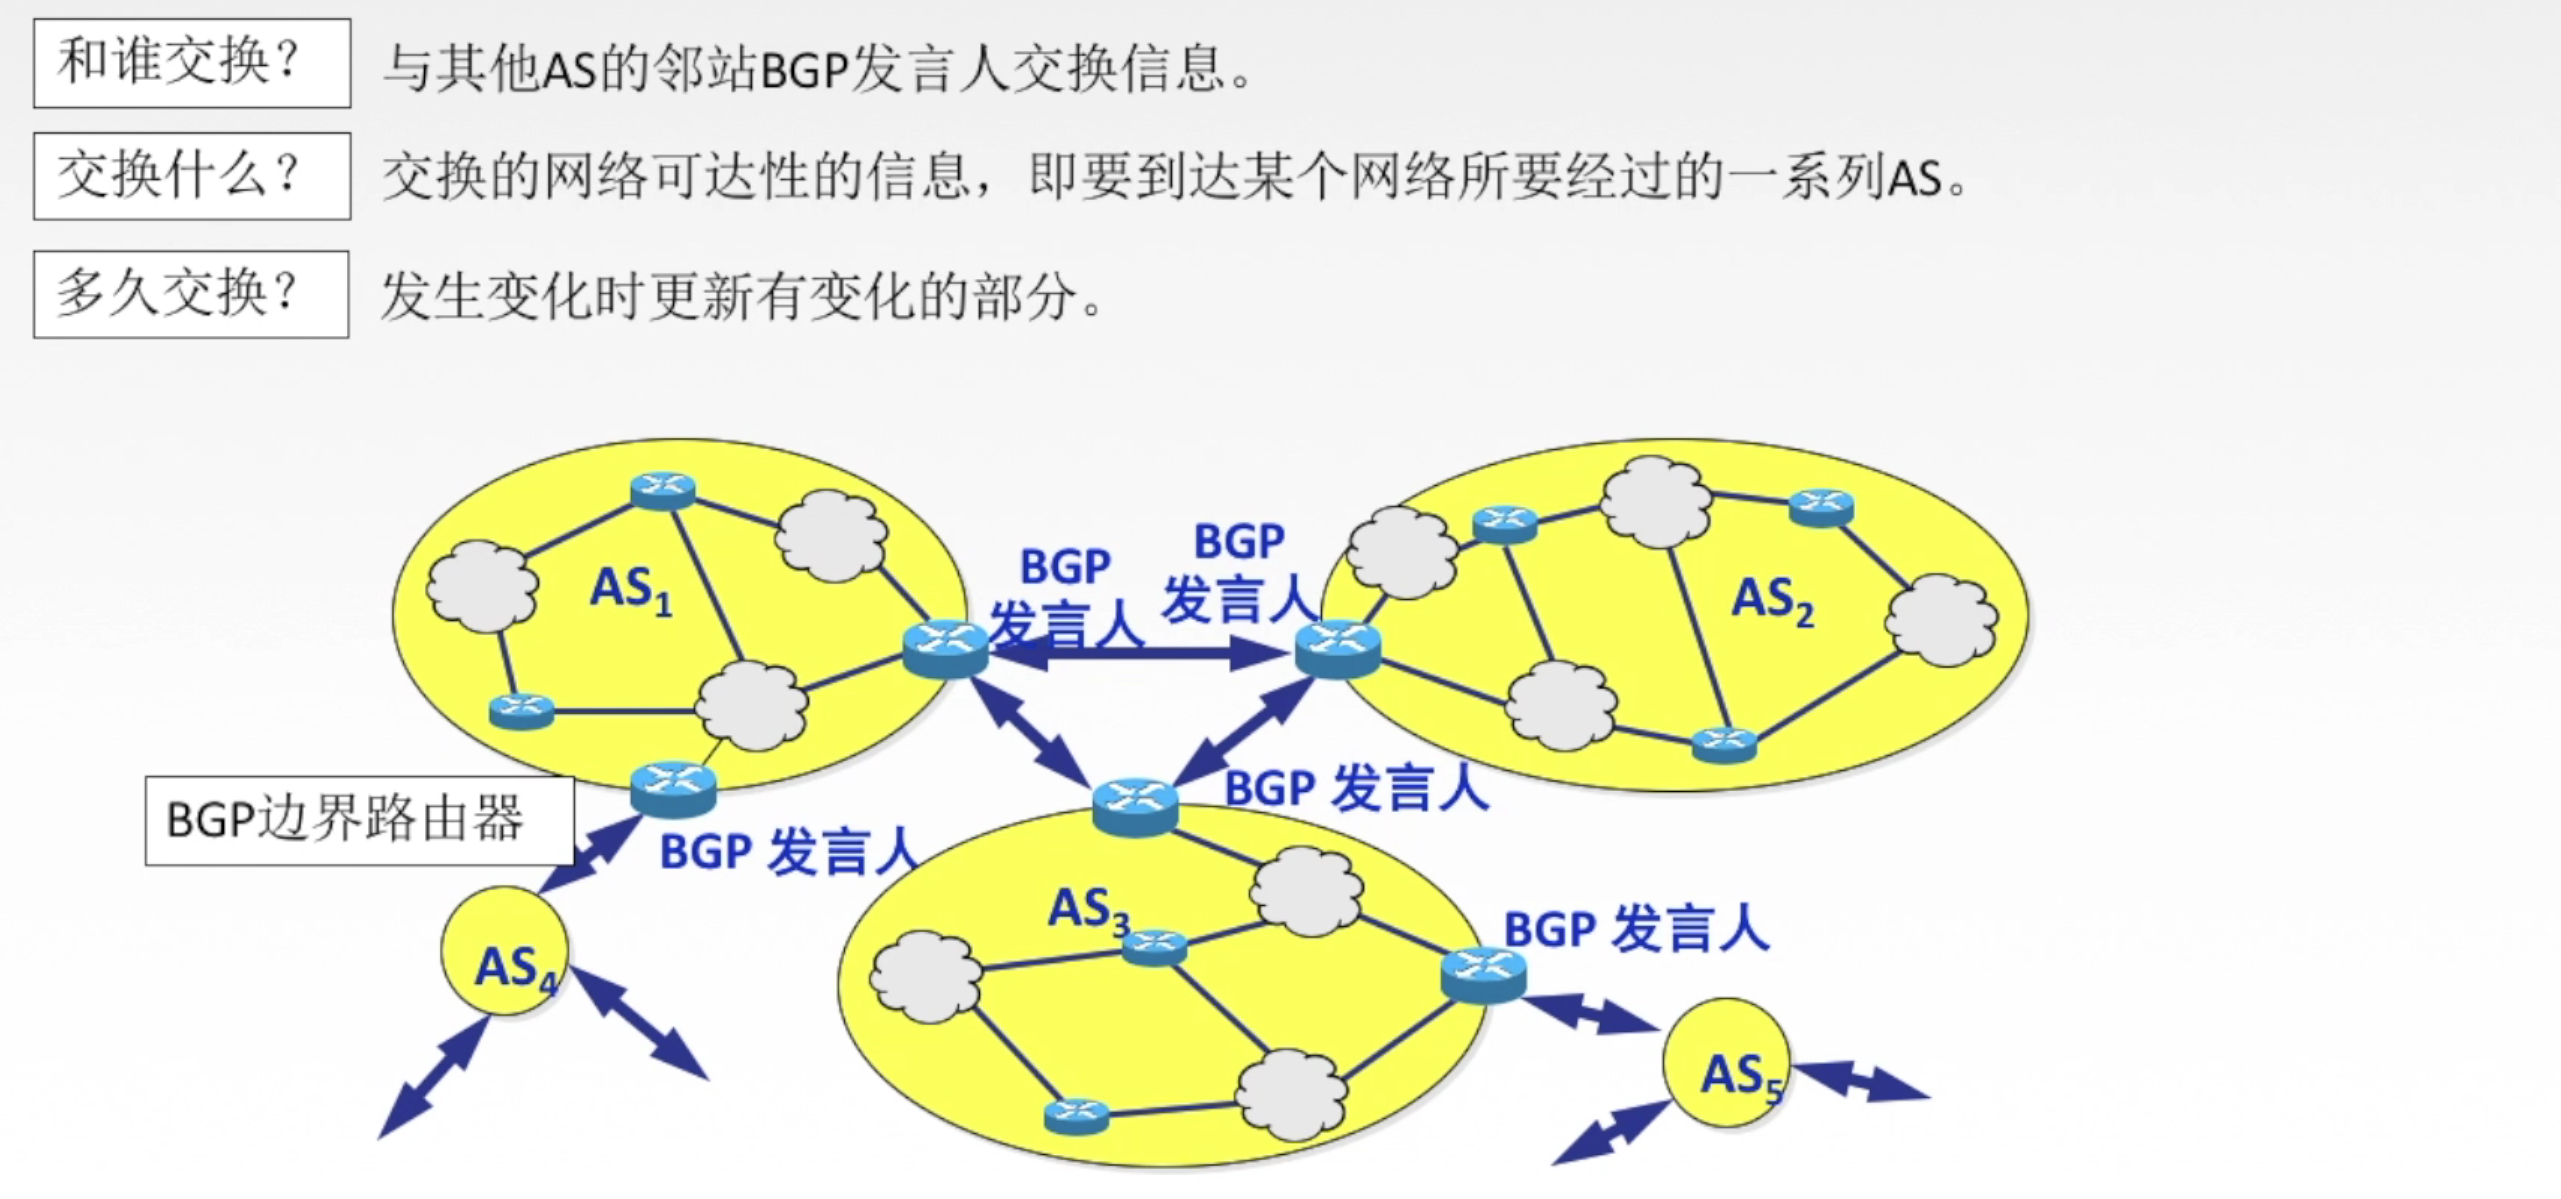 和谁交换？ 与其他AS的邻站BGP发言人交换信息。
交换什么？ 交换的网络可达性的信息，即要到达某个网络所要经过的一系列AS。
多久交换？ 发生变化时更新有变化的部分。
AS1
BGP
发言人
BGP
发言人
AS2
BGP边界路由器
BGP 发言人
BGP 发言人
AS3
BGP 发言人
AS4
AS5